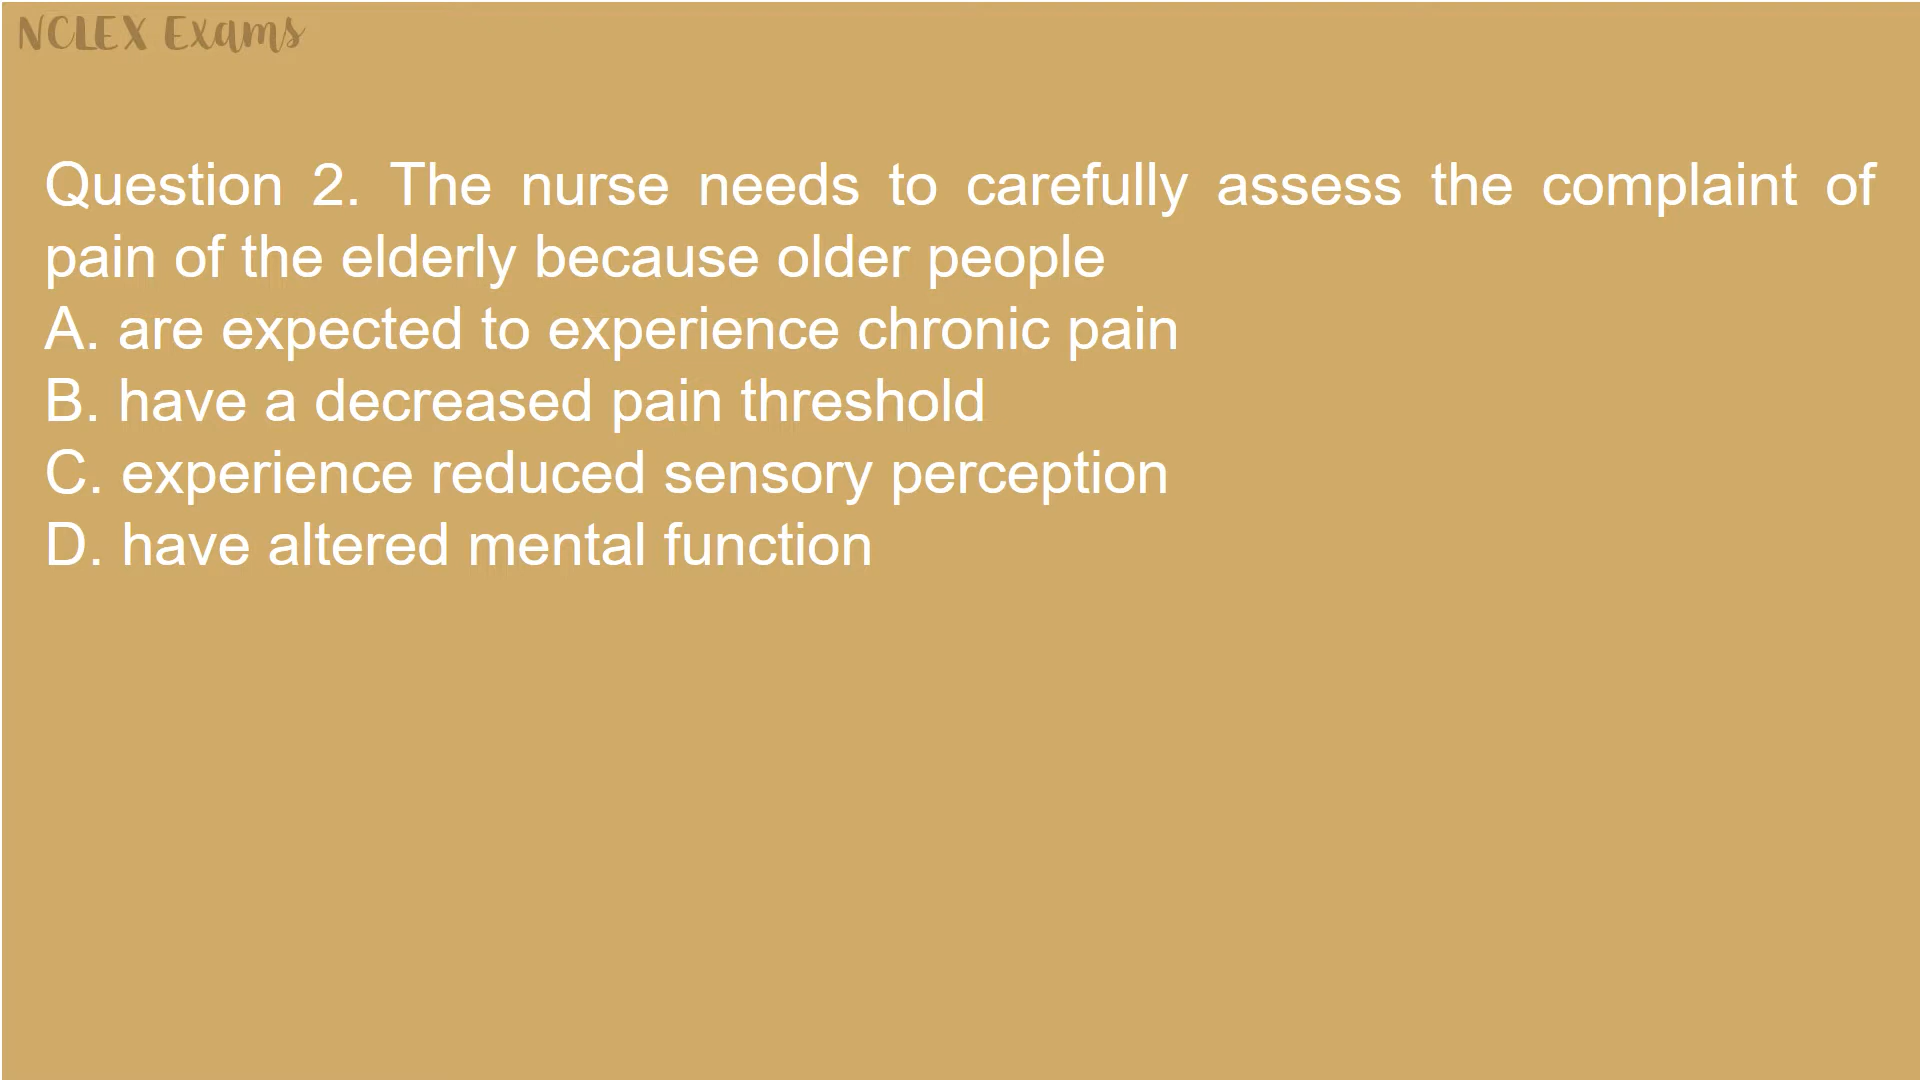 NCLEX Exams
Question 2. The nurse needs to carefully assess the complaint of
pain of the elderly because older people
A. are expected to experience chronic pain
B. have a decreased pain threshold
C. experience reduced sensory perception
D. have altered mental function